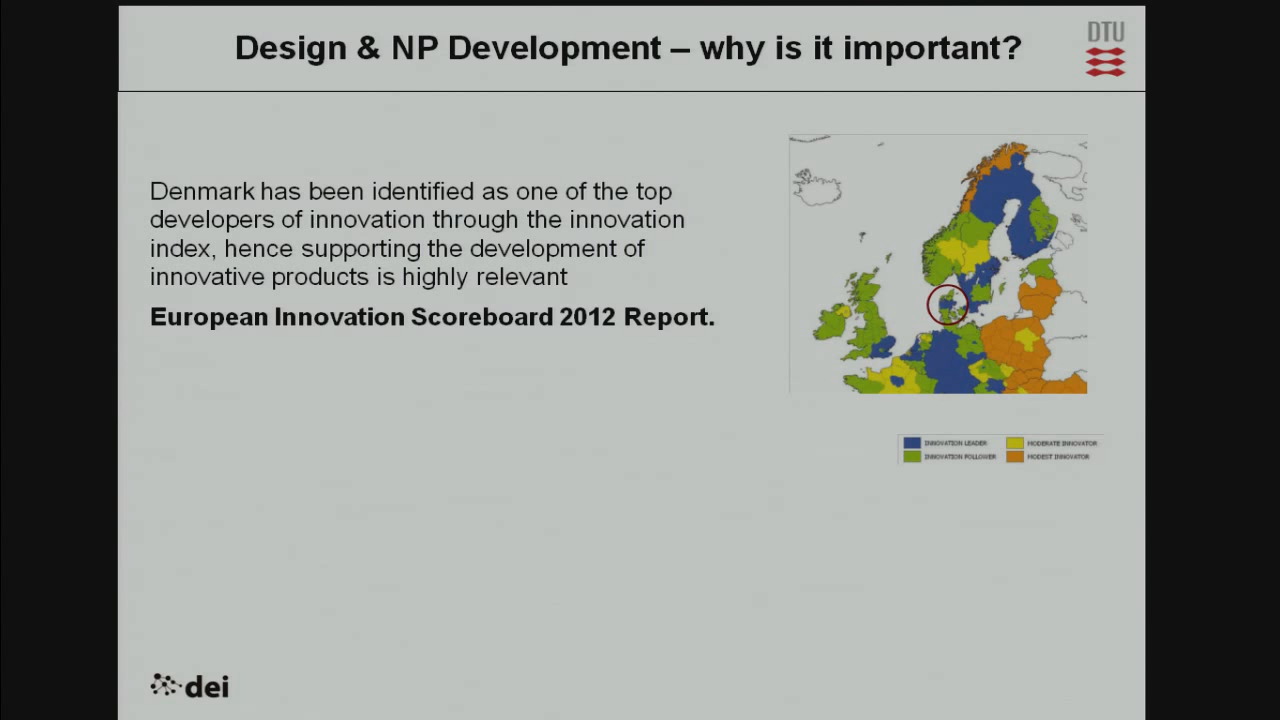 Design & NP Development – why is it important?
DTU
Denmark has been identified as one of the top
developers of innovation through the innovation
index, hence supporting the development of
innovative products is highly relevant
European Innovation Scoreboard 2012 Report.
INNOVATION LEADER
MODERATE INNOVATOR
INNOVATION FOLLOWER
MODEST INNOVATOR
dei